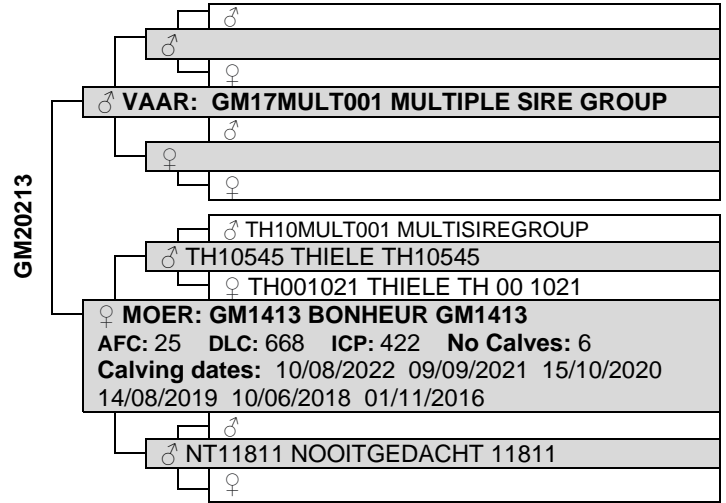 ♂
♂
♀
♂ VAAR: GM17MULT001 MULTIPLE SIRE GROUP
♂
♀
♀
GM20213
♂ TH10MULT001 MULTISIREGROUP
♂ TH10545 THIELE TH10545
♀ TH001021 THIELE TH 00 1021
♀ MOER: GM1413 BONHEUR GM1413
AFC: 25 DLC: 668 ICP: 422 No Calves: 6
Calving dates: 10/08/2022 09/09/2021 15/10/2020
14/08/2019 10/06/2018 01/11/2016
♂
♂ NT11811 NOOITGEDACHT 11811
♀